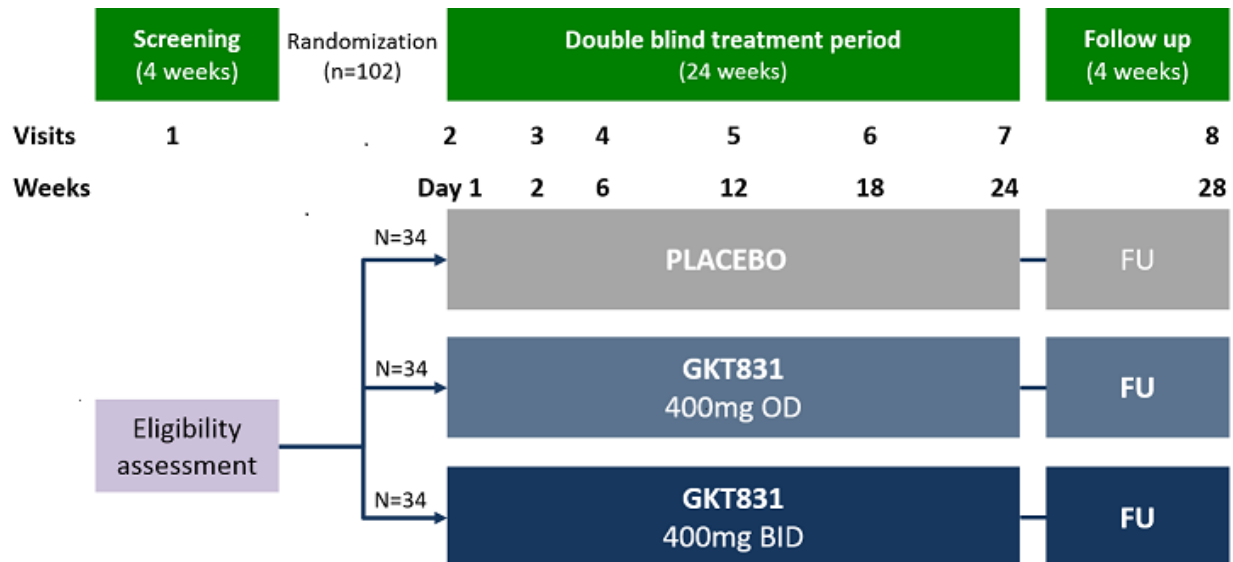 Screening
(4 weeks)
Randomization
(n=102)
Double blind treatment period
(24 weeks)
Follow up
(4 weeks)
Visits 1 2 3 4 5 6 7 8
Weeks Day 1 2 6 12 18 24 28
N=34
PLACEBO
FU
N=34
GKT831
400mg OD
FU
Eligibility
assessment
N=34
GKT831
400mg BID
FU